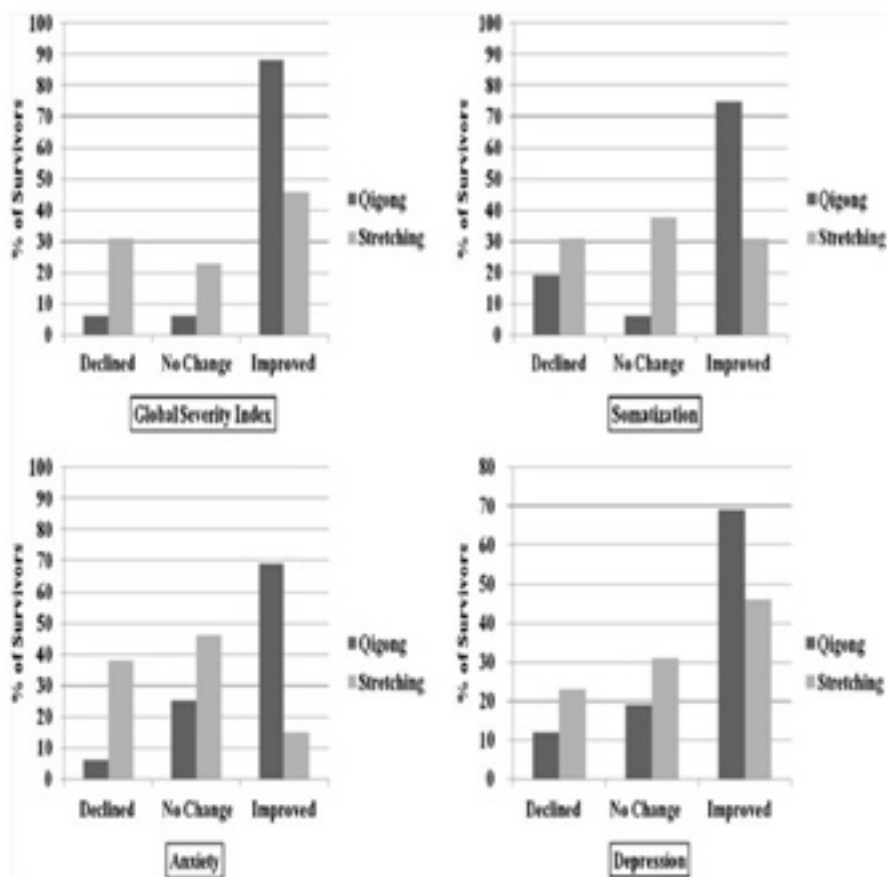 % of Survivors
100
90
80
70
60
50
40
30
20
10
0
Declined No Change Improved
Qigong
Stretching
Global Severity Index
% of Survivors
100
90
80
70
60
50
40
30
20
10
0
Declined No Change Improved
Qigong
Stretching
Somatization
% of Survivors
100
90
80
70
60
50
40
30
20
10
0
Declined No Change Improved
Qigong
Stretching
Anxiety
% of Survivors
80
70
60
50
40
30
20
10
0
Declined No Change Improved
Qigong
Stretching
Depression